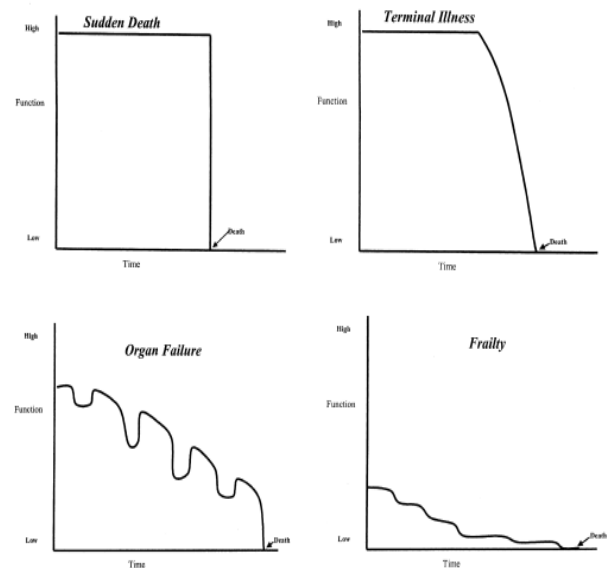 Sudden Death
High
Function
Low
Death
Time
Terminal Illness
High
Function
Low
Death
Time
Organ Failure
High
Function
Low
Death
Time
Frailty
High
Function
Low
Death
Time